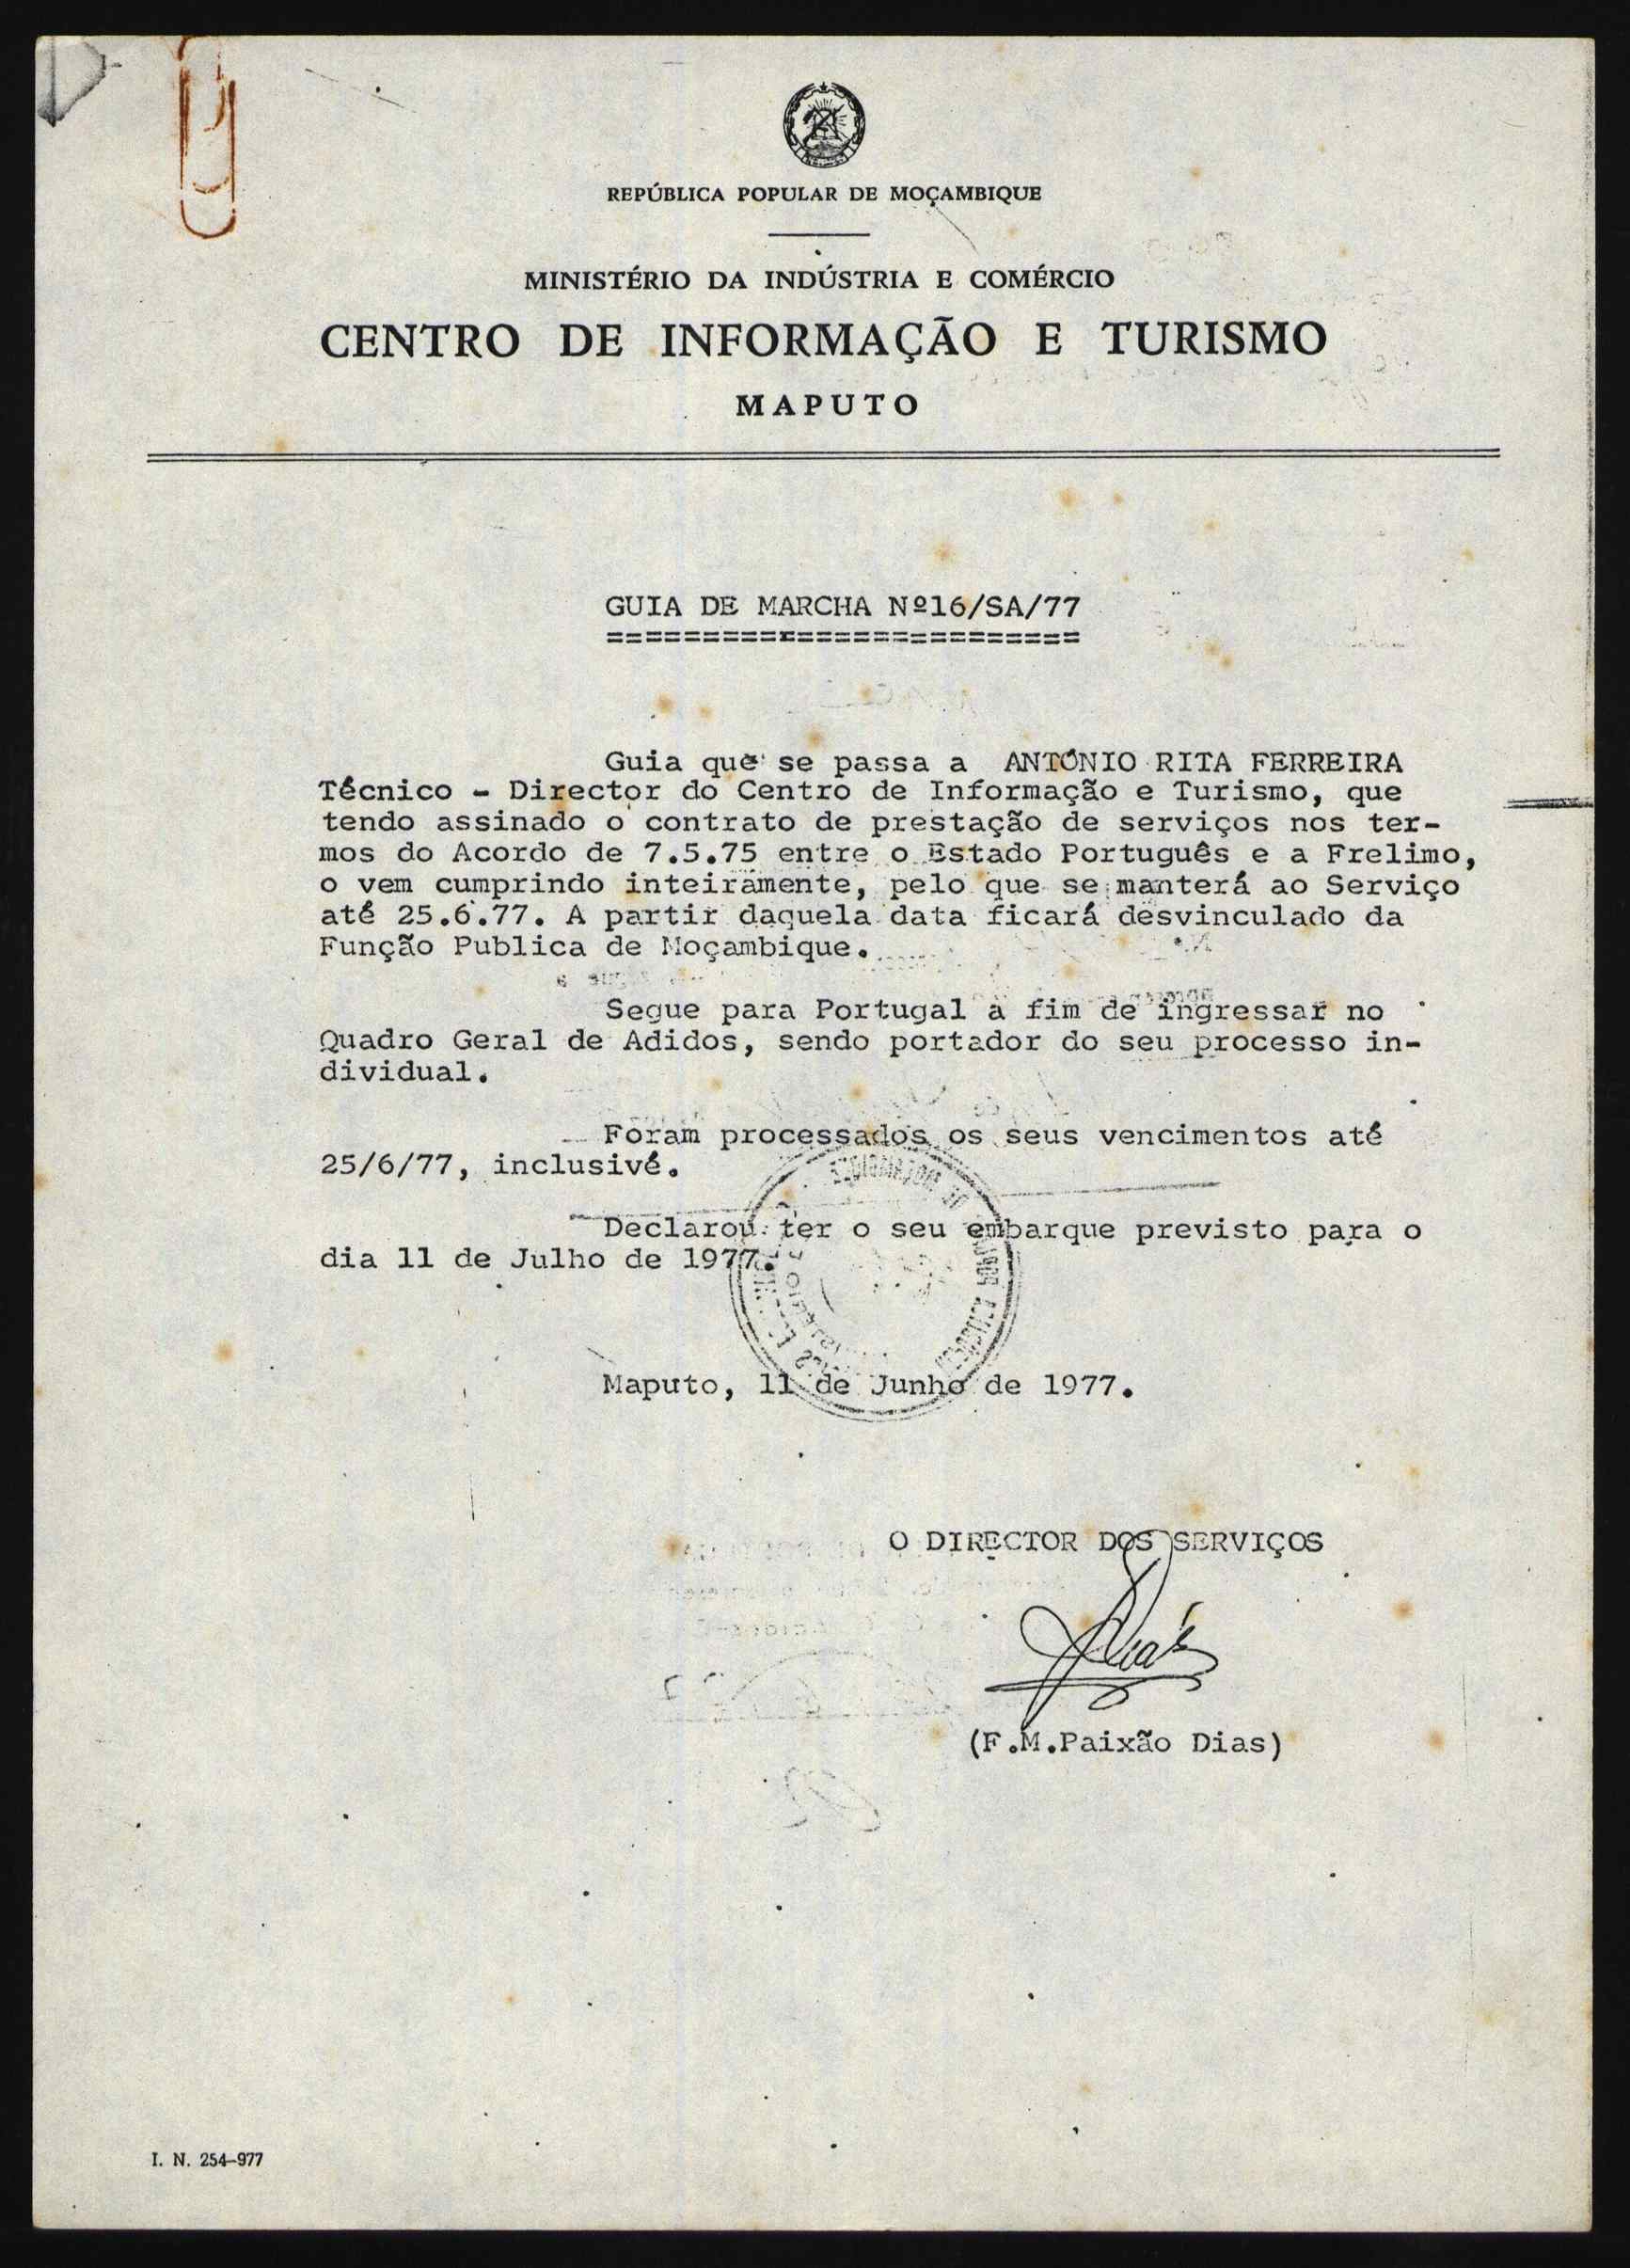 REPÚBLICA POPULAR DE MOÇAMBIQUE
MINISTÉRIO DA INDÚSTRIA E COMÉRCIO
CENTRO DE INFORMAÇÃO E TURISMO
MAPUTO
GUIA DE MARCHA Nº16/SA/77
=========================
Guia que se passa a ANTÓNIO RITA FERREIRA
Técnico - Director do Centro de Informação e Turismo, que
tendo assinado o contrato de prestação de serviços nos ter-
mos do Acordo de 7.5.75 entre o Estado Português e a Frelimo,
o vem cumprindo inteiramente, pelo que se manterá ao Serviço
até 25.6.77. A partir daquela data ficará desvinculado da
Função Publica de Moçambique.
Segue para Portugal a fim de ingressar no
Quadro Geral de Adidos, sendo portador do seu processo in-
dividual.
Foram processados os seus vencimentos até
25/6/77, inclusivé.
Declarou ter o seu embarque previsto para o
dia 11 de Julho de 1977.
Maputo, 11 de Junho de 1977.
O DIRECTOR DOS SERVIÇOS
(F.M.Paixão Dias)
I. N. 254-977